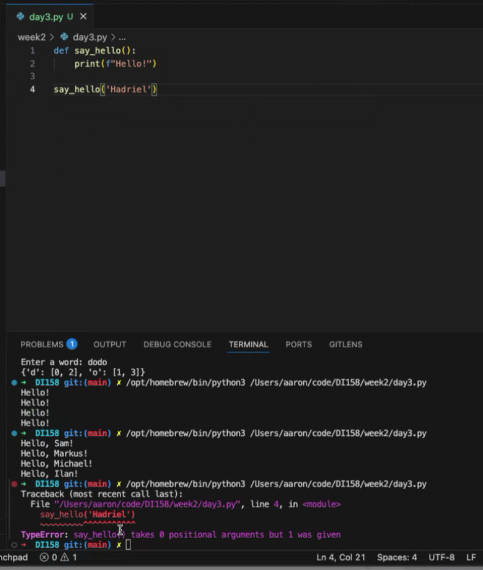 day3.py U ×
week2 > day3.py > ...
1 def say_hello():
2 print(f"Hello!")
3
4 say_hello('Hadriel')
PROBLEMS 1 OUTPUT DEBUG CONSOLE TERMINAL PORTS GITLENS
Enter a word: dodo
{'d': [0, 2], 'o': [1, 3]}
➜ DI158 git:(main) ✗ /opt/homebrew/bin/python3 /Users/aaron/code/DI158/week2/day3.py
Hello!
Hello!
Hello!
Hello!
➜ DI158 git:(main) ✗ /opt/homebrew/bin/python3 /Users/aaron/code/DI158/week2/day3.py
Hello, Sam!
Hello, Markus!
Hello, Michael!
Hello, Ilan!
➜ DI158 git:(main) ✗ /opt/homebrew/bin/python3 /Users/aaron/code/DI158/week2/day3.py
Traceback (most recent call last):
File "/Users/aaron/code/DI158/week2/day3.py", line 4, in <module>
say_hello('Hadriel')
~~~~~~~~~^^^^^^^^^^^
TypeError: say_hello() takes 0 positional arguments but 1 was given
➜ DI158 git:(main) ✗
nchpad 0 1 Ln 4, Col 21 Spaces: 4 UTF-8 LF